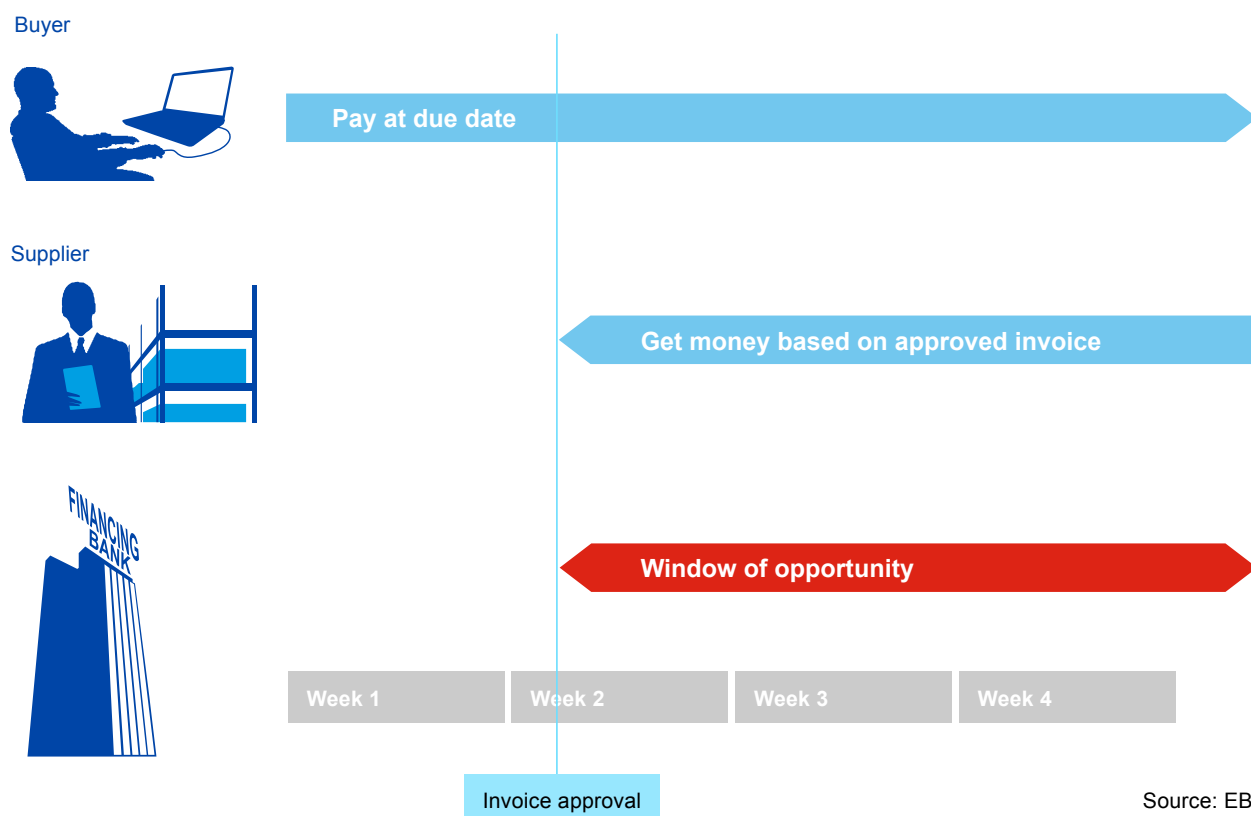 Buyer
Pay at due date
Supplier
Get money based on approved invoice
FINANCING
BANK
Window of opportunity
Week 1 Week 2 Week 3 Week 4
Invoice approval
Source: EB